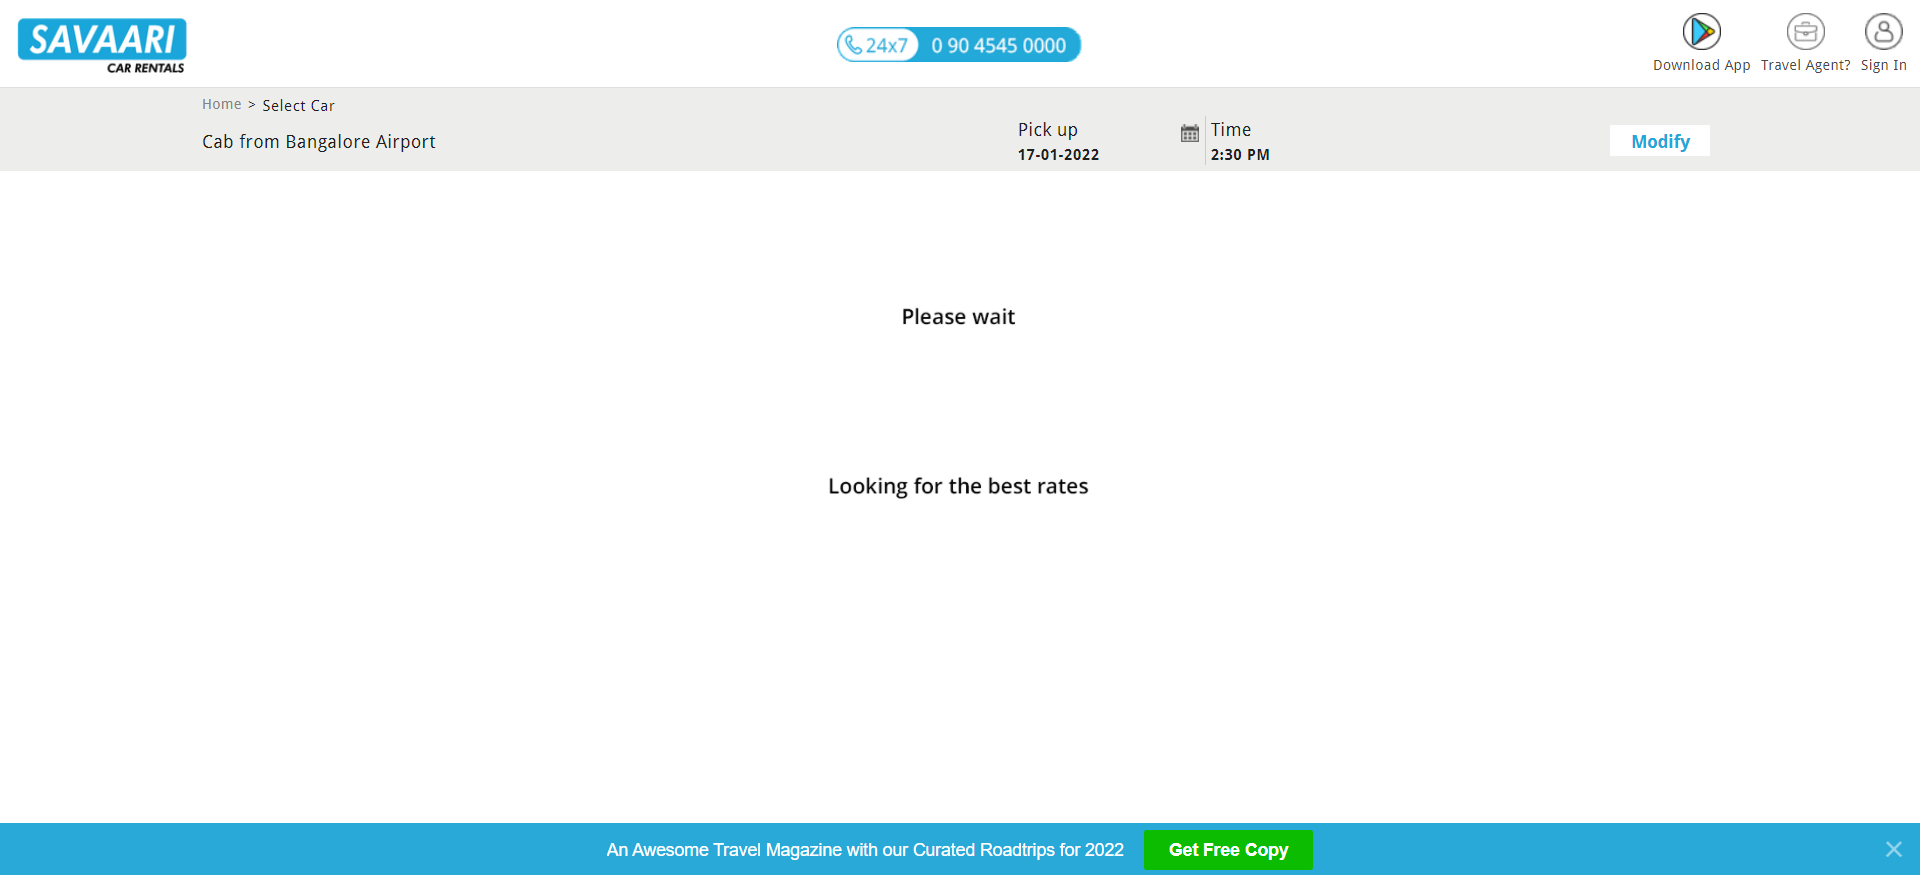 SAVAARI
CAR RENTALS
24x7 0 90 4545 0000
Download App Travel Agent? Sign In
Home > Select Car
Cab from Bangalore Airport
Pick up
17-01-2022
Time
2:30 PM
Modify
Please wait
Looking for the best rates
An Awesome Travel Magazine with our Curated Roadtrips for 2022 Get Free Copy